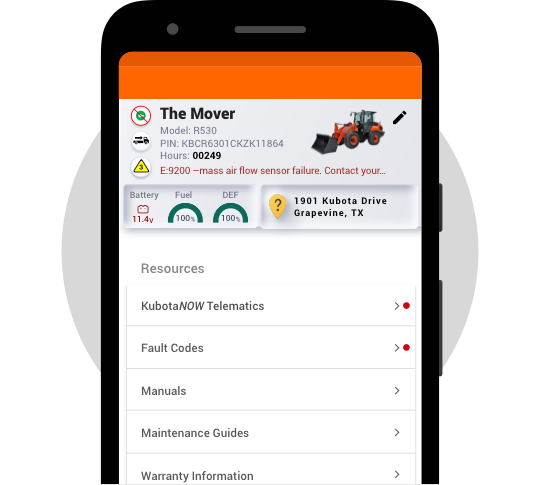 The Mover
Model: R530
PIN: KBCR6301CKZK11864
Hours: 00249
E:9200 –mass air flow sensor failure. Contact your...
3
Battery Fuel DEF
11.4v 100% 100%
?
1901 Kubota Drive
Grapevine, TX
Resources
KubotaNOW Telematics
Fault Codes
Manuals
Maintenance Guides
Warranty Information